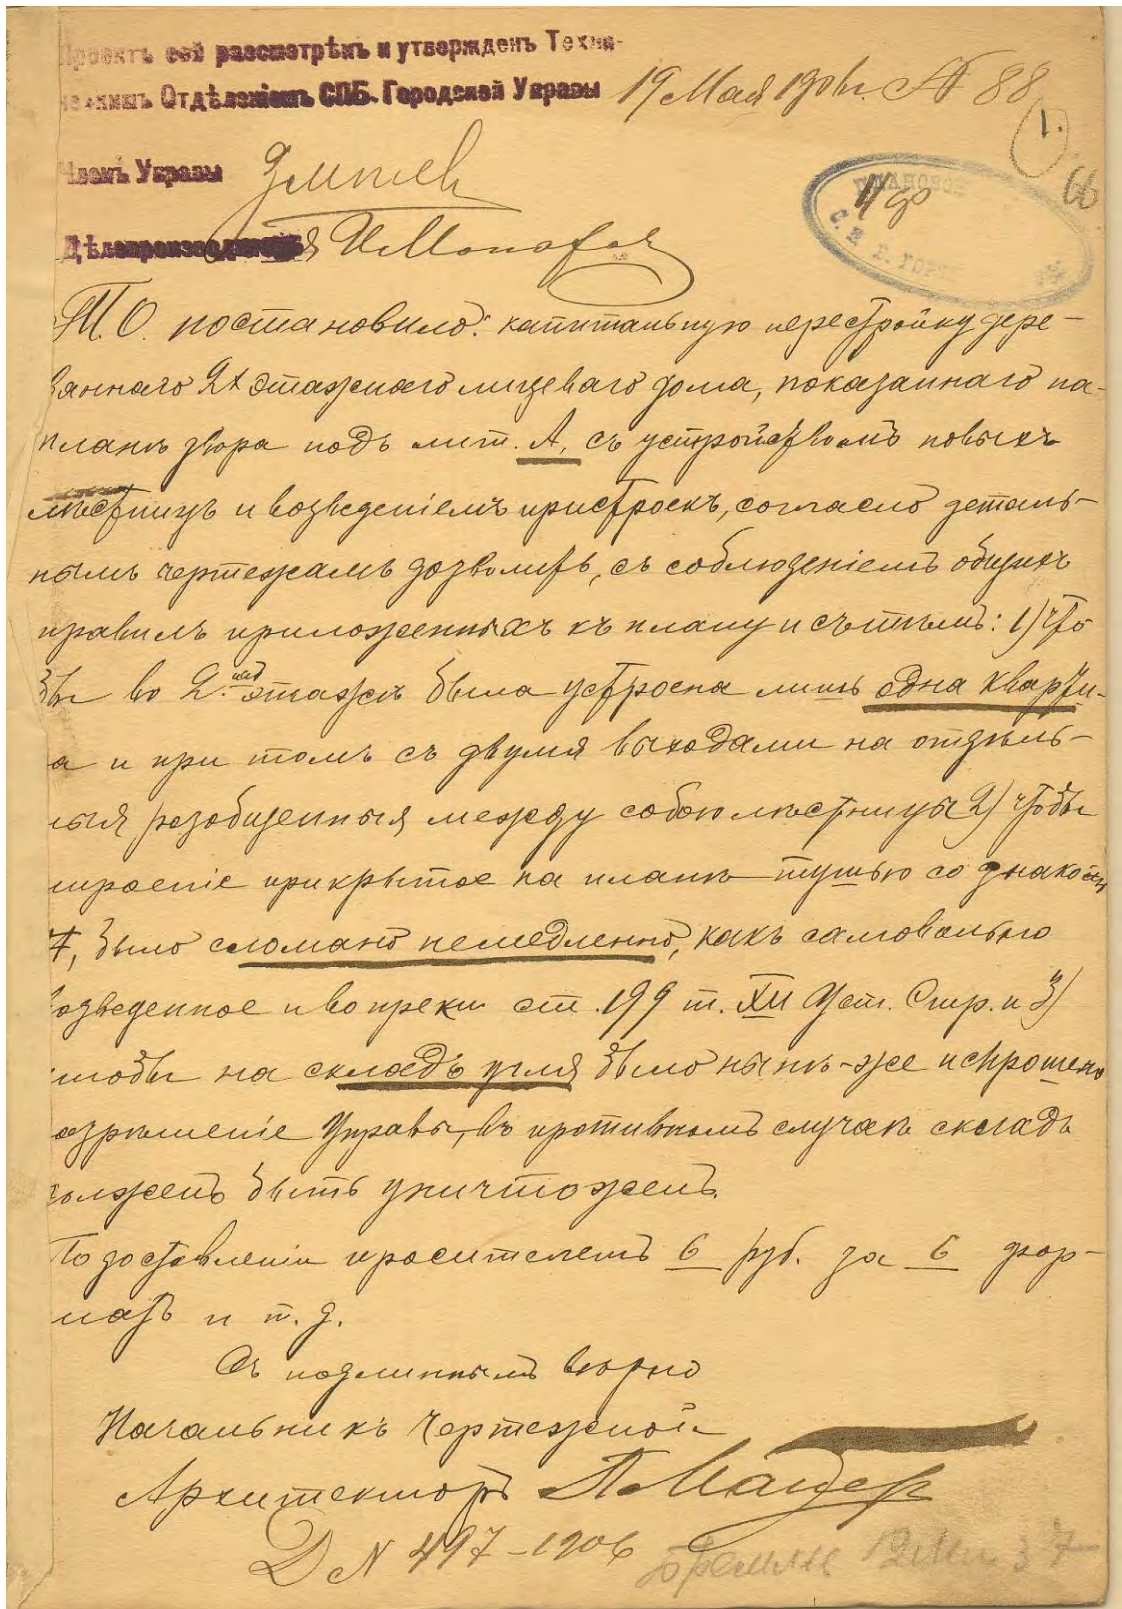 Проектъ сей разсмотрѣнъ и утвержденъ Техни-
ческимъ Отдѣленіемъ СПБ. Городской Управы 19 Мая 1906 г. № 88
1.
66
Членъ Управы
Дѣлопроизводитель
Т.О. постановило: капитальную перестройку дере-
вяннаго 2х этажнаго лицеваго дома, показаннаго на
планѣ двора подъ лит. А, съ устройствомъ новыхъ
лѣстницъ и возведеніемъ пристроекъ, согласно деталь-
нымъ чертежамъ дозволить, съ соблюденіемъ общихъ
правилъ приложенныхъ къ плану и съ тѣмъ: 1) что
бы во 2.омъ этажѣ была устроена лишь одна кварти-
а и при томъ съ двумя выходами на отдѣль-
ныя разобщенныя между собою лѣстницы 2) чтобы
строеніе прикрытое на планѣ тушью со знакомъ
7, было сломано немедленно, какъ самовольно
возведенное и вопреки ст. 199 т. XII Уст. Стр. и 3)
чтобы на складъ угля было нынѣ-же испрошено
азрѣшеніе Управы, въ противномъ случаѣ складъ
долженъ быть уничтоженъ.
По доставленіи просителемъ 6 руб. за 6 фор-
матъ и т. д.
Съ подлиннымъ вѣрно
Начальникъ Чертежной
Архитекторъ
Д N 497-1906